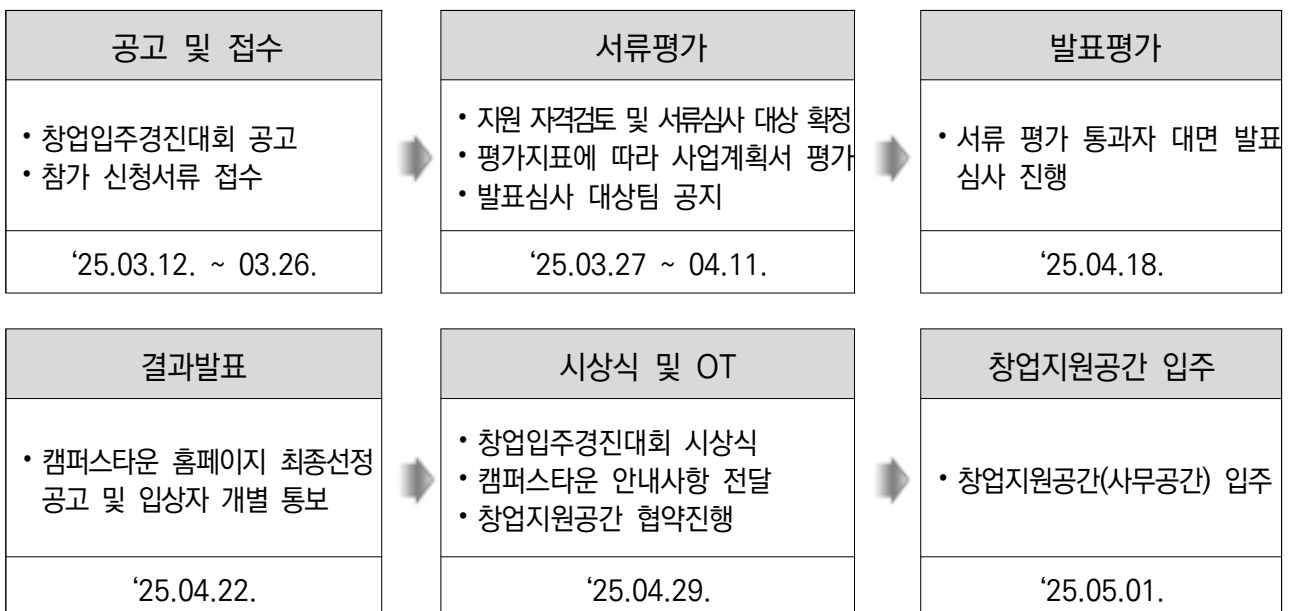 공고 및 접수
• 창업입주경진대회 공고
• 참가 신청서류 접수
‘25.03.12. ~ 03.26.
서류평가
• 지원 자격검토 및 서류심사 대상 확정
• 평가지표에 따라 사업계획서 평가
• 발표심사 대상팀 공지
‘25.03.27 ~ 04.11.
발표평가
• 서류 평가 통과자 대면 발표
심사 진행
‘25.04.18.
결과발표
• 캠퍼스타운 홈페이지 최종선정
공고 및 입상자 개별 통보
‘25.04.22.
시상식 및 OT
• 창업입주경진대회 시상식
• 캠퍼스타운 안내사항 전달
• 창업지원공간 협약진행
‘25.04.29.
창업지원공간 입주
• 창업지원공간(사무공간) 입주
‘25.05.01.